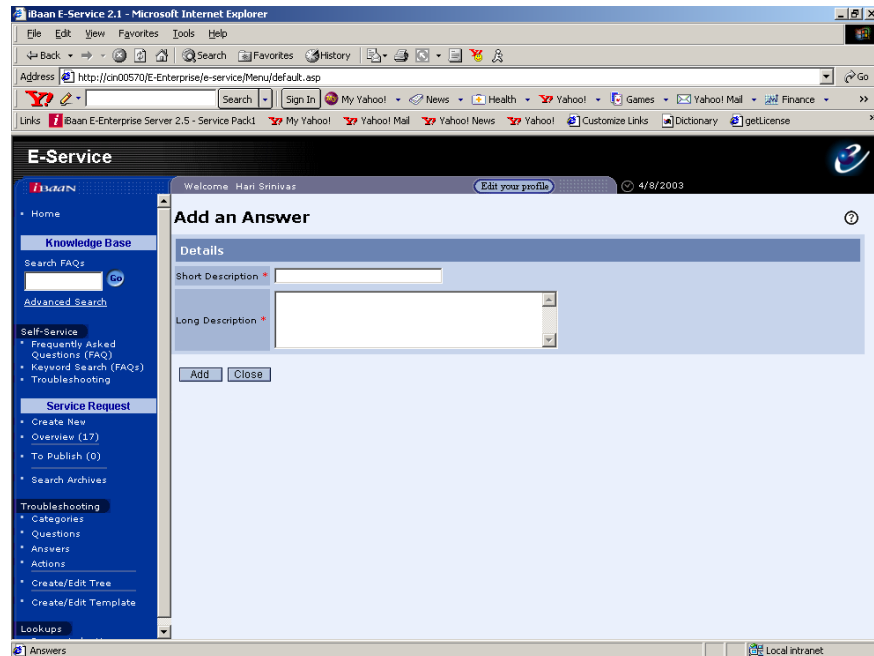 iBaan E-Service 2.1 - Microsoft Internet Explorer
File Edit View Favorites Tools Help
Back Search Favorites History
Address http://cin00570/E-Enterprise/e-service/Menu/default.asp Go
Y! Search Sign In My Yahoo! News Health Yahoo! Games Yahoo! Mail Finance »
Links iBaan E-Enterprise Server 2.5 - Service Pack1 My Yahoo! Yahoo! Mail Yahoo! News Yahoo! Customize Links Dictionary getLicense »
E-Service
iBaan Welcome Hari Srinivas Edit your profile 4/8/2003
Home
Add an Answer ?
Knowledge Base
Details
Search FAQs
Go
Short Description *
Advanced Search
Long Description *
Self-Service
Frequently Asked
Questions (FAQ)
Keyword Search (FAQs)
Troubleshooting
Add Close
Service Request
Create New
Overview (17)
To Publish (0)
Search Archives
Troubleshooting
Categories
Questions
Answers
Actions
Create/Edit Tree
Create/Edit Template
Lookups
Answers Local intranet